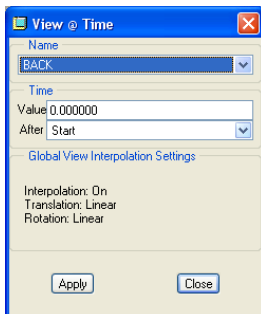 View @ Time
Name
BACK
Time
Value 0.000000
After Start
Global View Interpolation Settings
Interpolation: On
Translation: Linear
Rotation: Linear
Apply Close